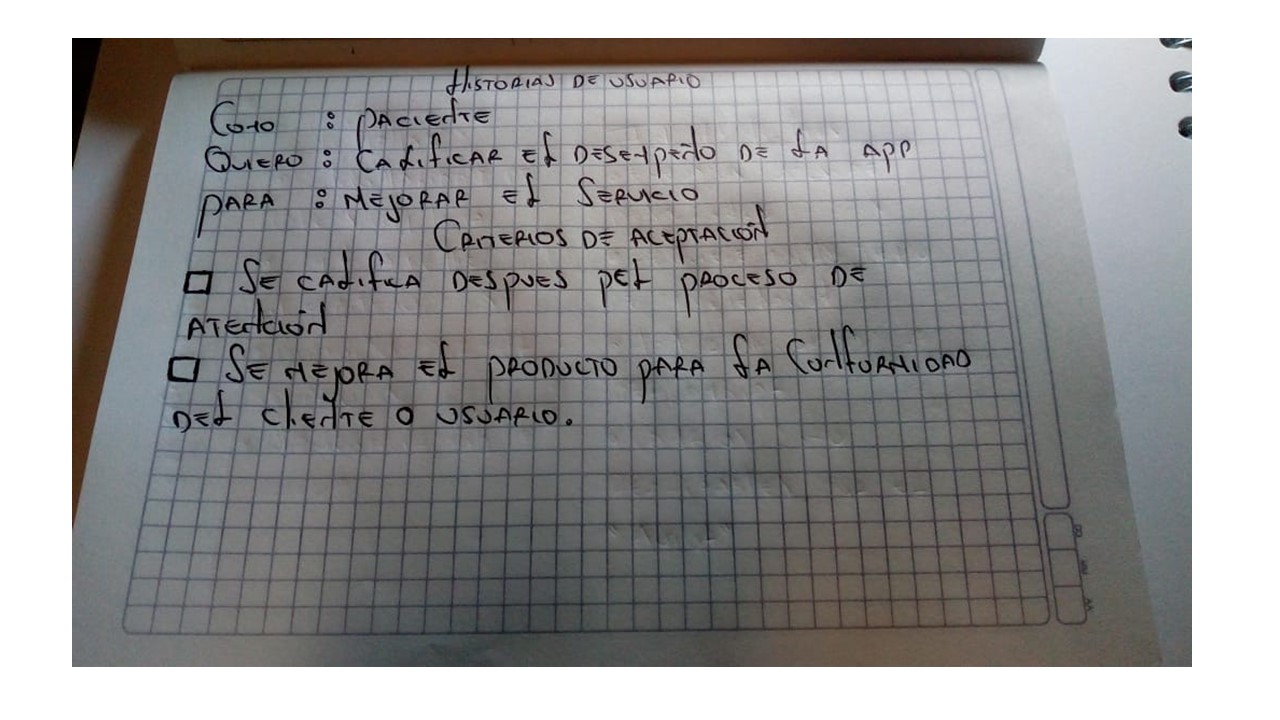 HISTORIAS DE USUARIO
COMO : PACIENTE
QUIERO : CALIFICAR EL DESEMPEÑO DE LA APP
PARA : MEJORAR EL SERVICIO
CRITERIOS DE ACEPTACIÓN
SE CALIFICA DESPUES DEL PROCESO DE
ATENCIÓN
SE MEJORA EL PRODUCTO PARA LA CONFORMIDAD
DEL CLIENTE O USUARIO.